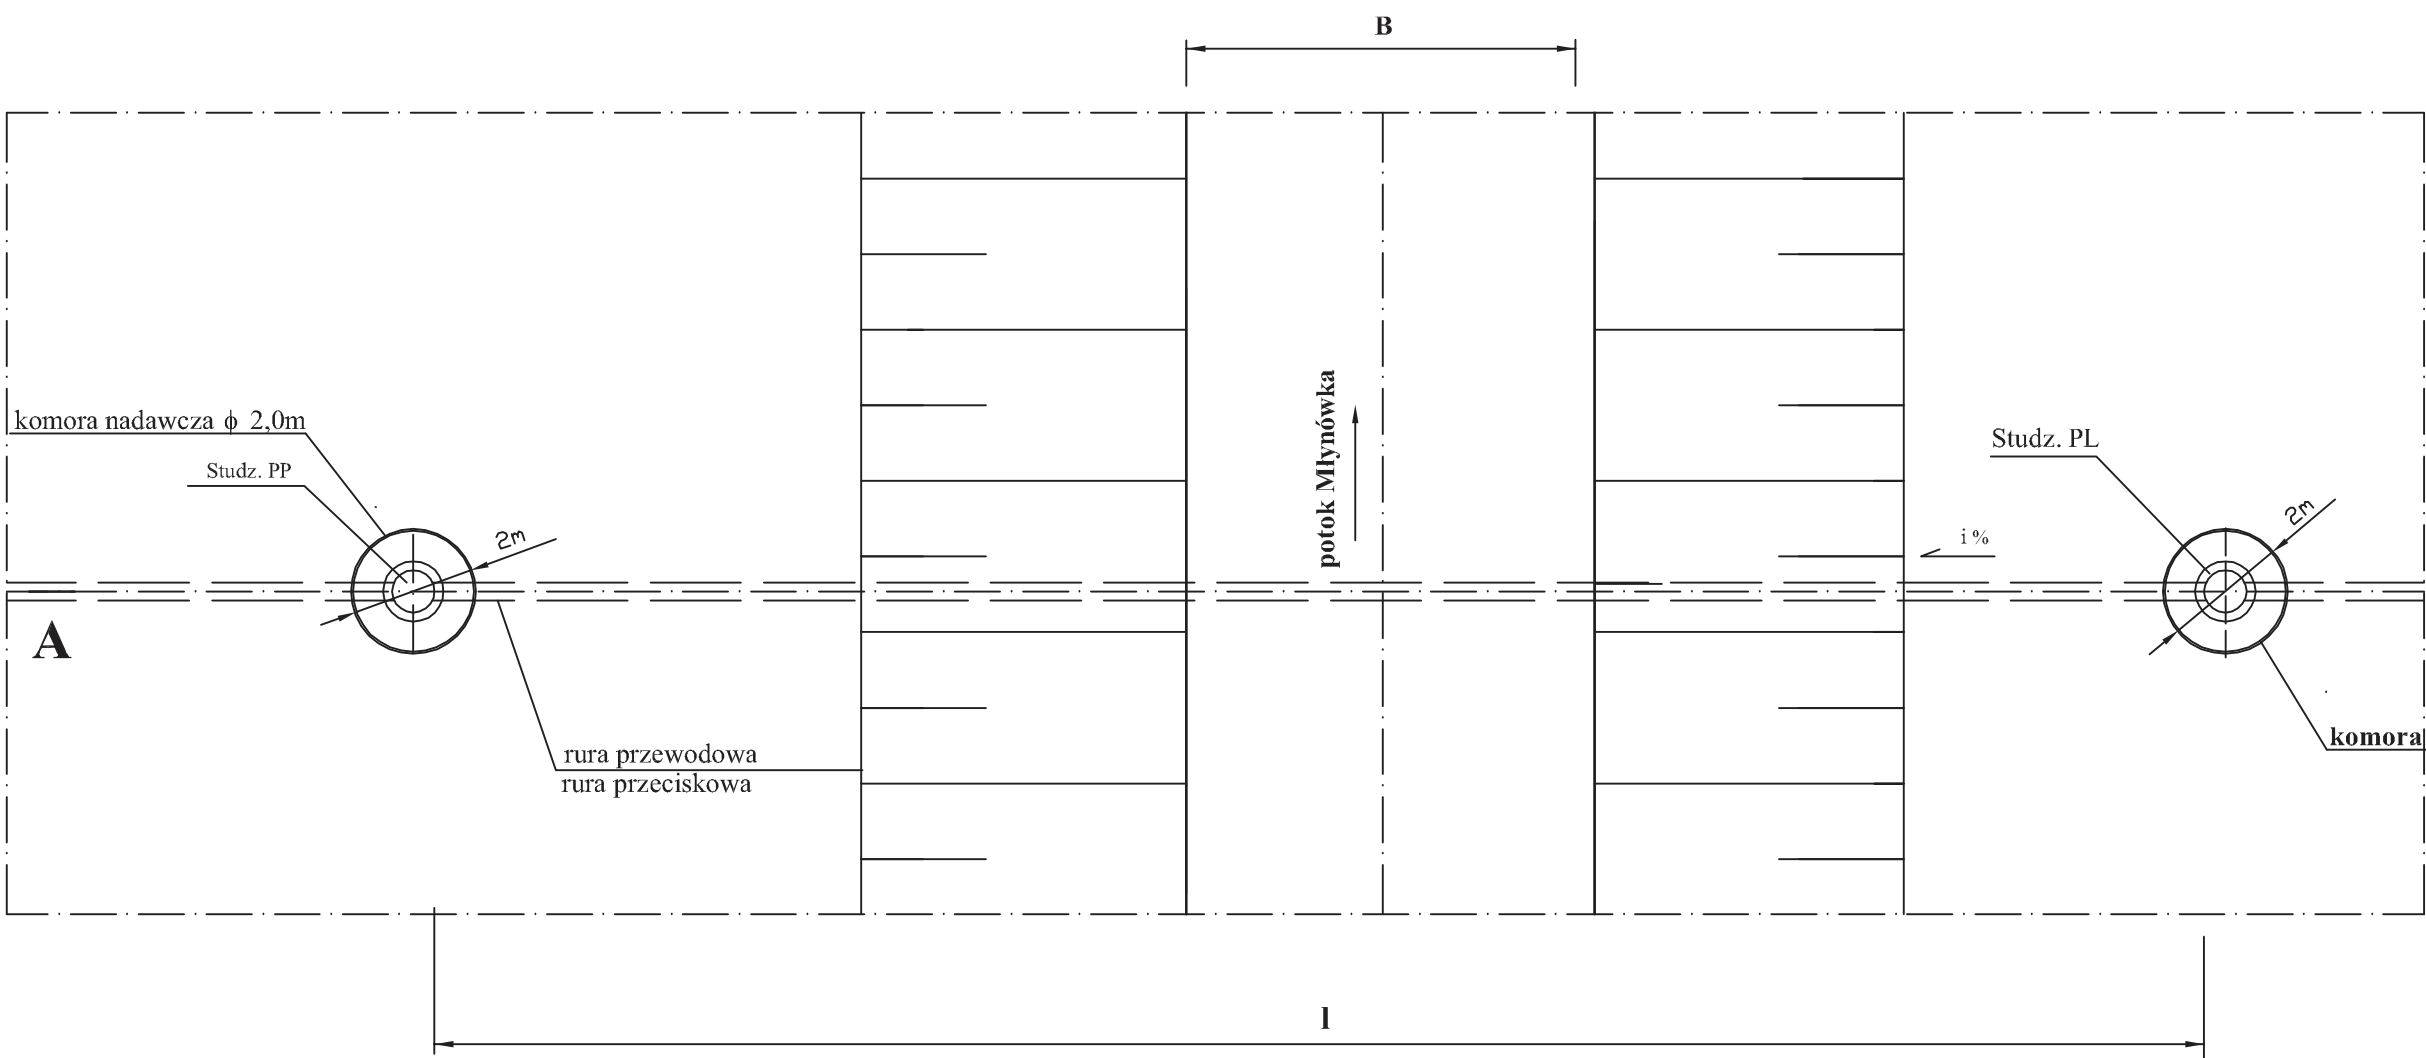 B
komora nadawcza ϕ 2,0m
Studz. PP
2m
potok Młynówka
Studz. PL
2m
i %
A
rura przewodowa
rura przeciskowa
komora
l